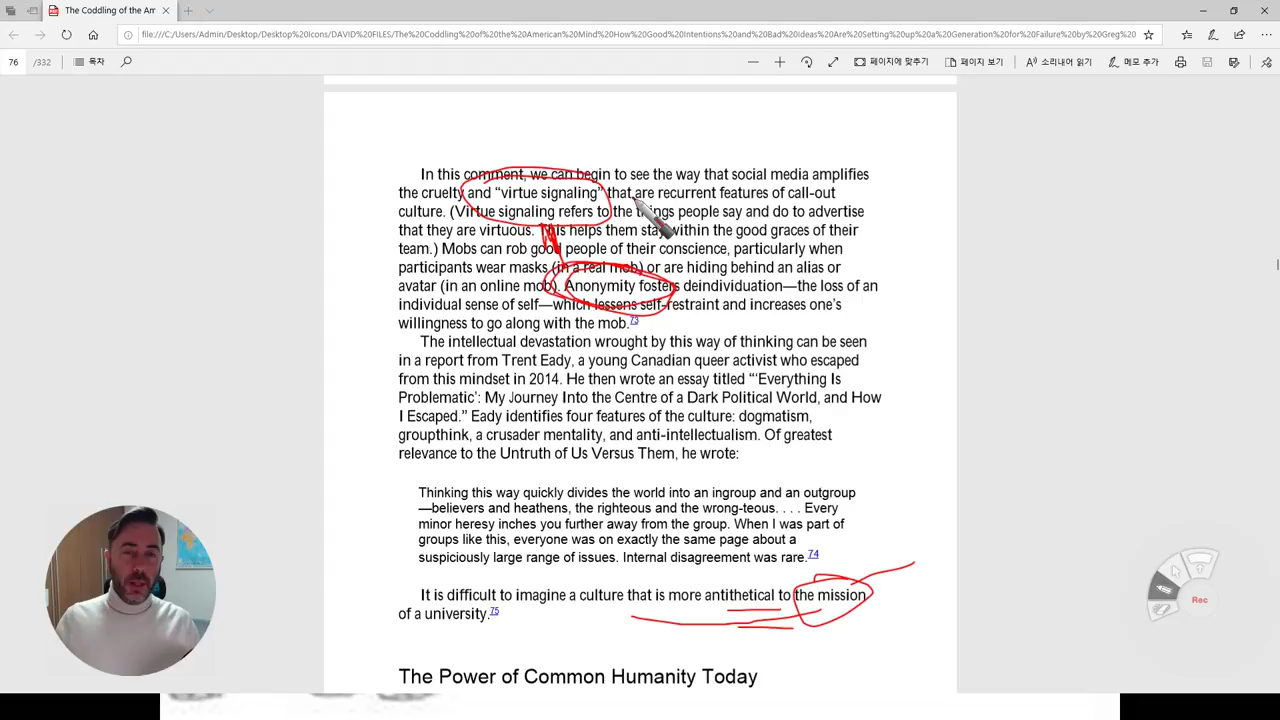 The Coddling of the Am
file:///C:/Users/Admin/Desktop/Desktop%20Icons/DAVID%20FILES/The%20Coddling%20of%20the%20American%20Mind%20How%20Good%20Intentions%20and%20Bad%20Ideas%20Are%20Setting%20up%20a%20Generation%20for%20Failure%20by%20Greg%20
76 /332 목차 페이지에 맞추기 페이지 보기 소리내어 읽기 메모 추가
In this comment, we can begin to see the way that social media amplifies
the cruelty and “virtue signaling” that are recurrent features of call-out
culture. (Virtue signaling refers to the things people say and do to advertise
that they are virtuous. This helps them stay within the good graces of their
team.) Mobs can rob good people of their conscience, particularly when
participants wear masks (in a real mob) or are hiding behind an alias or
avatar (in an online mob). Anonymity fosters deindividuation—the loss of an
individual sense of self—which lessens self-restraint and increases one’s
willingness to go along with the mob.73
The intellectual devastation wrought by this way of thinking can be seen
in a report from Trent Eady, a young Canadian queer activist who escaped
from this mindset in 2014. He then wrote an essay titled “‘Everything Is
Problematic’: My Journey Into the Centre of a Dark Political World, and How
I Escaped.” Eady identifies four features of the culture: dogmatism,
groupthink, a crusader mentality, and anti-intellectualism. Of greatest
relevance to the Untruth of Us Versus Them, he wrote:
Thinking this way quickly divides the world into an ingroup and an outgroup
—believers and heathens, the righteous and the wrong-teous. . . . Every
minor heresy inches you further away from the group. When I was part of
groups like this, everyone was on exactly the same page about a
suspiciously large range of issues. Internal disagreement was rare.74
It is difficult to imagine a culture that is more antithetical to the mission
of a university.75
Rec
The Power of Common Humanity Today